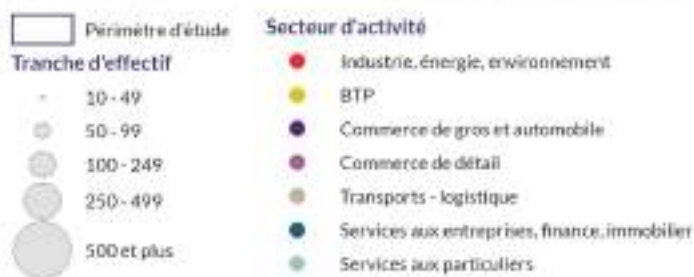 Périmètre d'étude
Tranche d'effectif
10 - 49
50 - 99
100 - 249
250 - 499
500 et plus
Secteur d'activité
Industrie, énergie, environnement
BTP
Commerce de gros et automobile
Commerce de détail
Transports - logistique
Services aux entreprises, finance, immobilier
Services aux particuliers